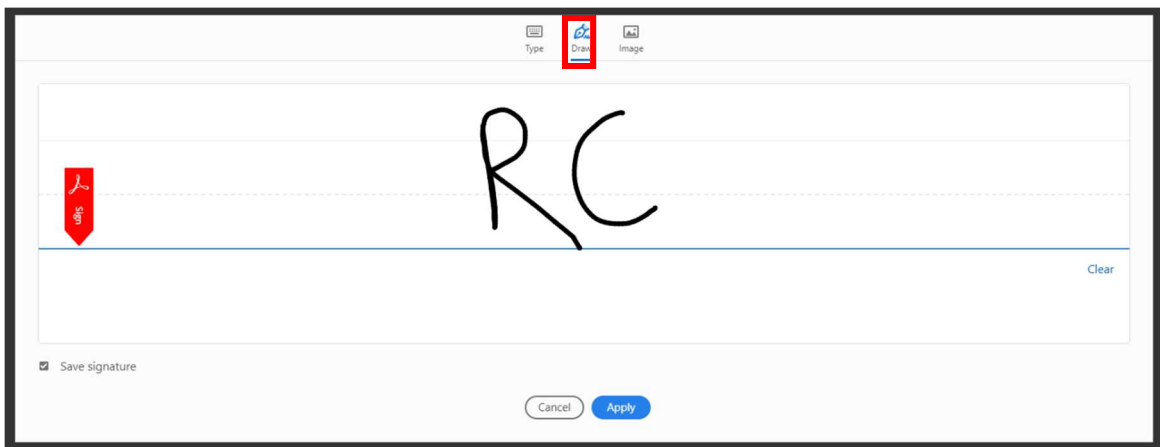 Type Draw Image
RC
Sign
Clear
Save signature
Cancel Apply